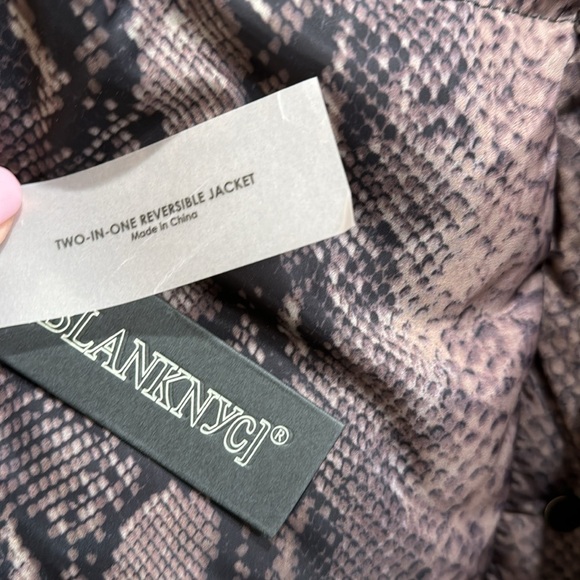 TWO-IN-ONE REVERSIBLE JACKET
Made in China
BLANKNYC]®